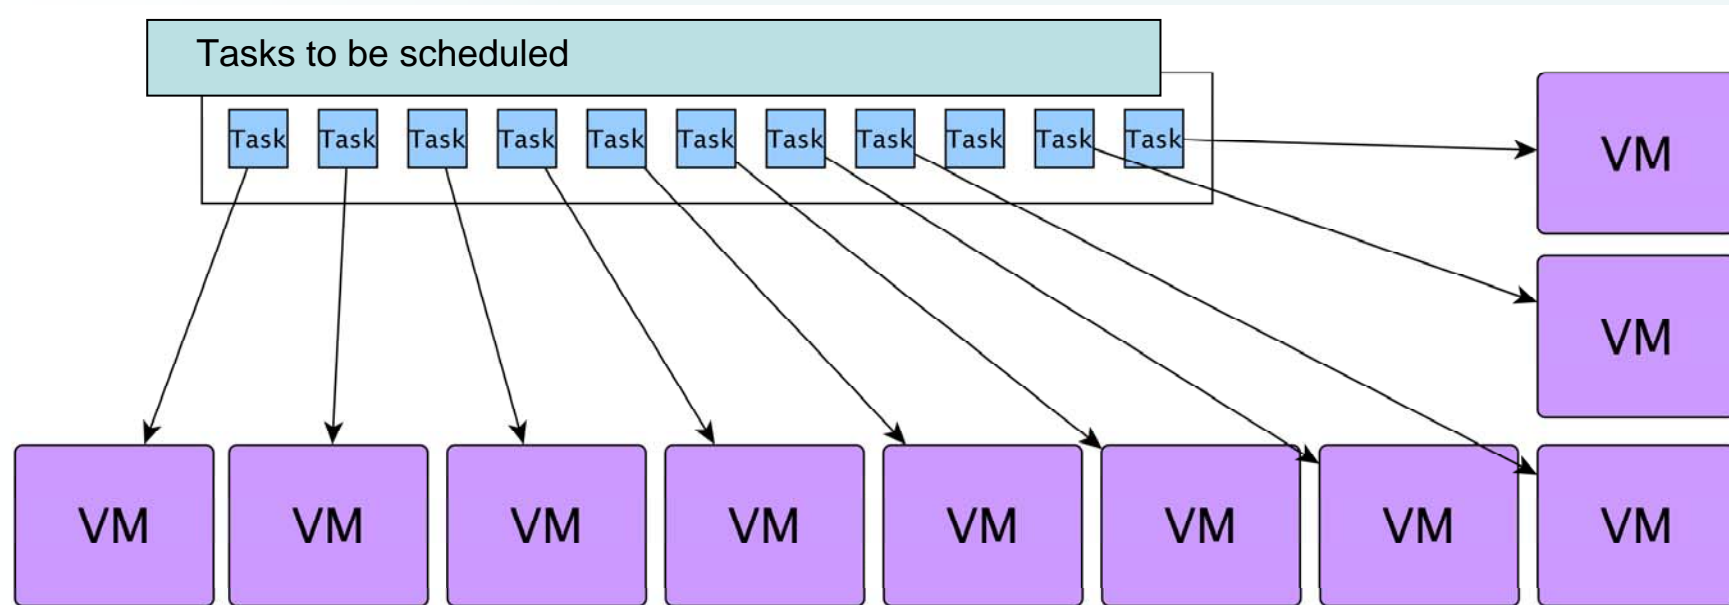 Tasks to be scheduled
Task Task Task Task Task Task Task Task Task Task Task
VM
VM
VM VM VM VM VM VM VM VM